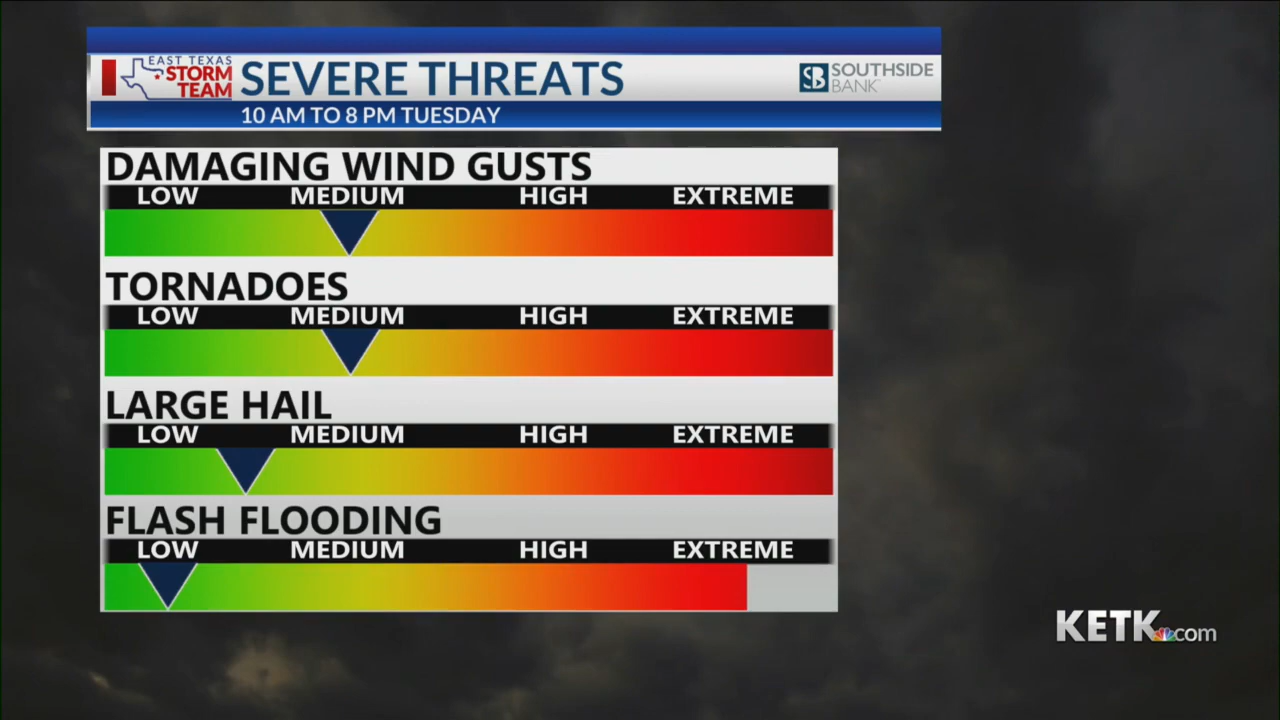 EAST TEXAS
STORM
TEAM
SEVERE THREATS
10 AM TO 8 PM TUESDAY
SB SOUTHSIDE
BANK
DAMAGING WIND GUSTS
LOW MEDIUM HIGH EXTREME
TORNADOES
LOW MEDIUM HIGH EXTREME
LARGE HAIL
LOW MEDIUM HIGH EXTREME
FLASH FLOODING
LOW MEDIUM HIGH EXTREME
KETK.com